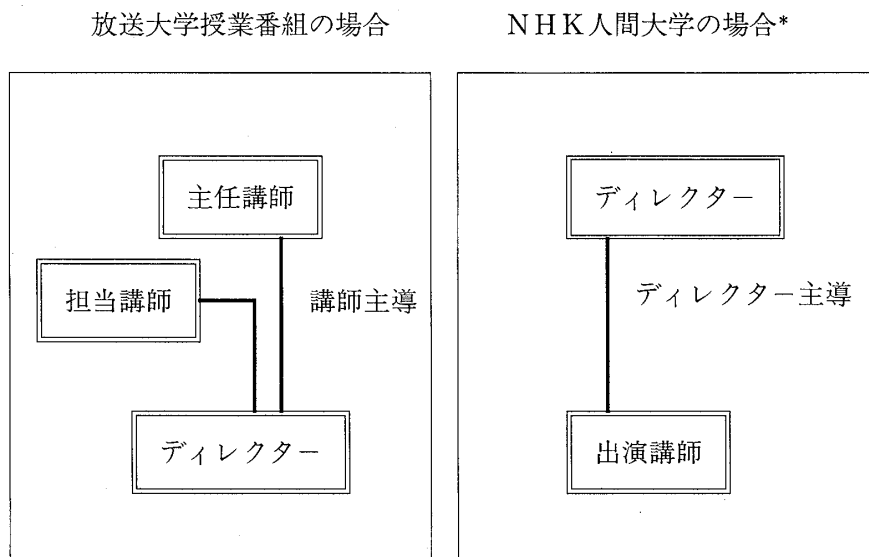 放送大学授業番組の場合
主任講師
担当講師
講師主導
ディレクター
NHK人間大学の場合*
ディレクター
ディレクター主導
出演講師